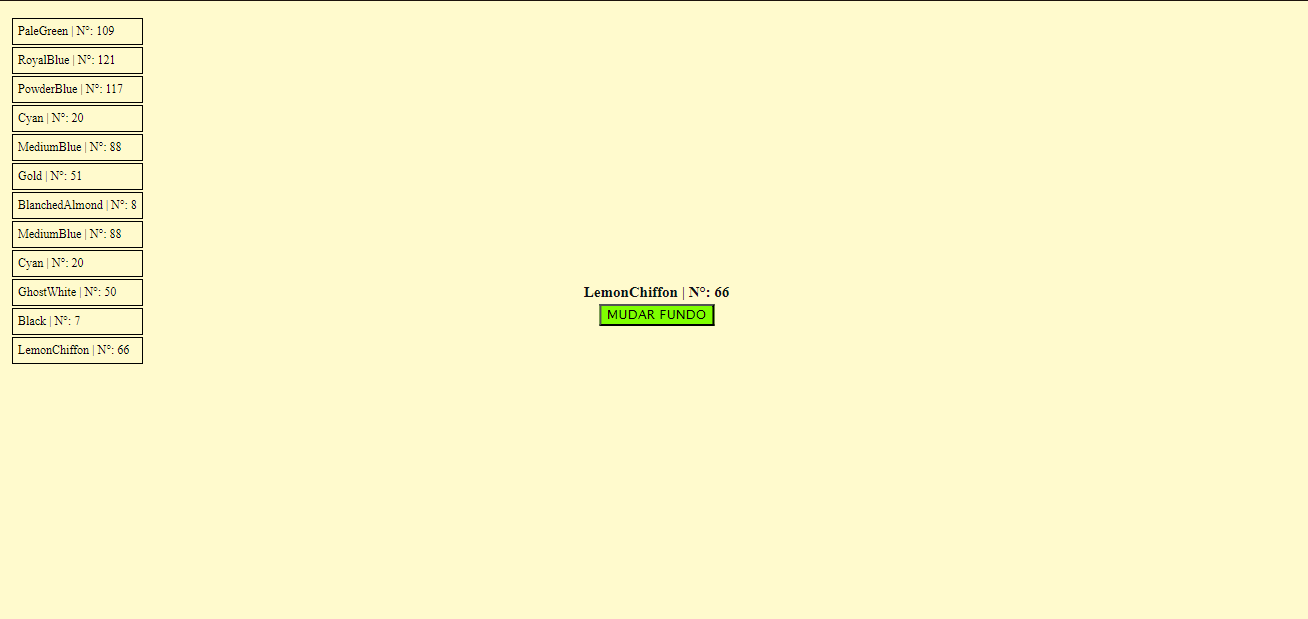 PaleGreen | N°: 109
RoyalBlue | N°: 121
PowderBlue | N°: 117
Cyan | N°: 20
MediumBlue | N°: 88
Gold | N°: 51
BlanchedAlmond | N°: 8
MediumBlue | N°: 88
Cyan | N°: 20
GhostWhite | N°: 50
Black | N°: 7
LemonChiffon | N°: 66
LemonChiffon | N°: 66
MUDAR FUNDO